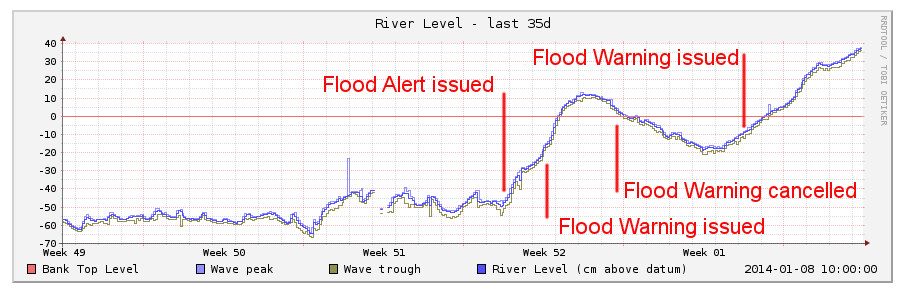 River Level - last 35d
RRDTOOL / TOBI OETIKER
40
30
20
10
0
-10
-20
-30
-40
-50
-60
-70
Flood Warning issued
Flood Alert issued
Flood Warning cancelled
Flood Warning issued
Week 49 Week 50 Week 51 Week 52 Week 01
Bank Top Level Wave peak Wave trough River Level (cm above datum) 2014-01-08 10:00:00